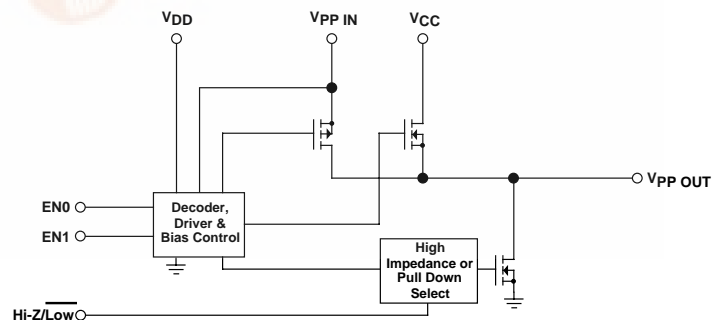 VDD
VPP IN
VCC
VPP OUT
EN0
EN1
Decoder,
Driver &
Bias Control
High
Impedance or
Pull Down
Select
Hi-Z/Low